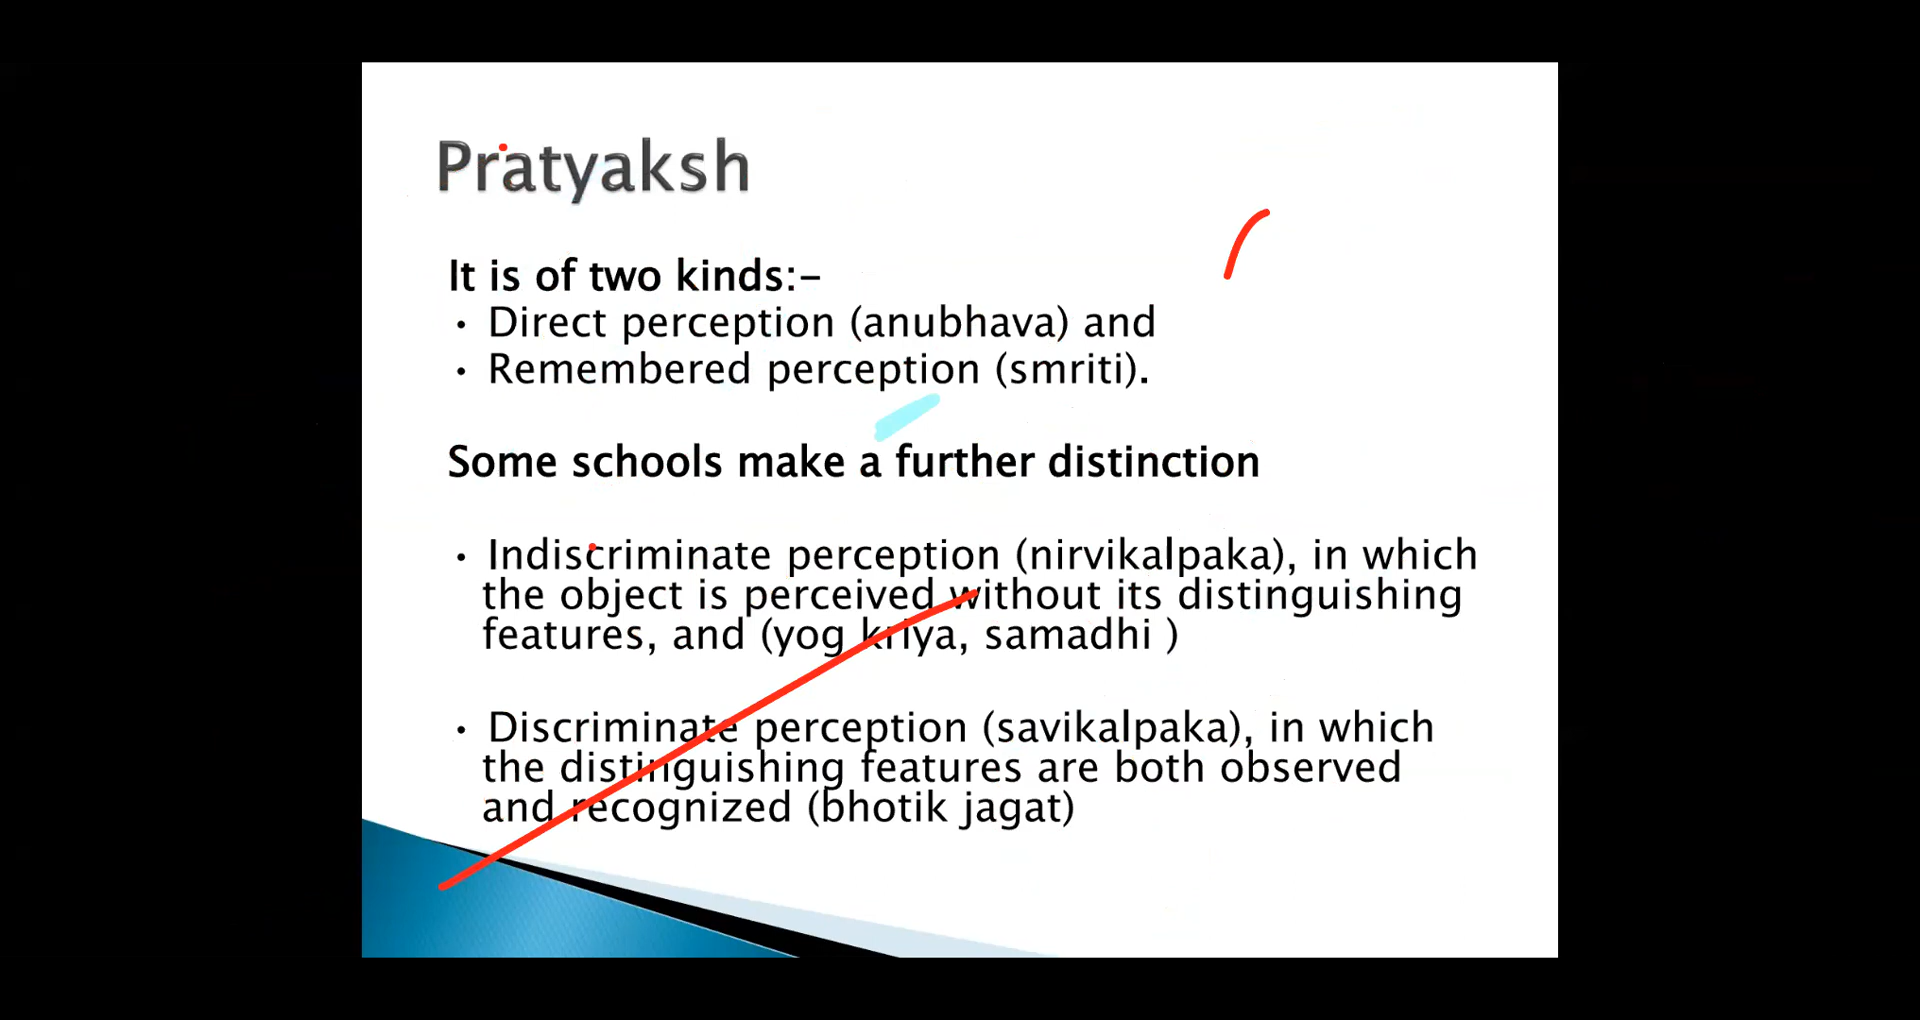 Pratyaksh
It is of two kinds:-
• Direct perception (anubhava) and
• Remembered perception (smriti).
Some schools make a further distinction
• Indiscriminate perception (nirvikalpaka), in which
the object is perceived without its distinguishing
features, and (yog kriya, samadhi )
• Discriminate perception (savikalpaka), in which
the distinguishing features are both observed
and recognized (bhotik jagat)